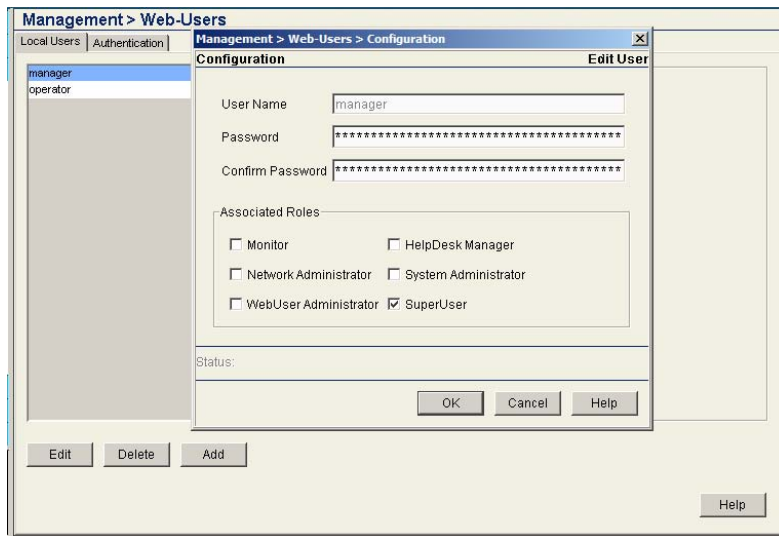 Management > Web-Users
Local Users Authentication
manager
operator
Management > Web-Users > Configuration
Configuration Edit User
User Name manager
Password ****************************************
Confirm Password ****************************************
Associated Roles
Monitor HelpDesk Manager
Network Administrator System Administrator
WebUser Administrator SuperUser
Status:
OK Cancel Help
Edit Delete Add
Help